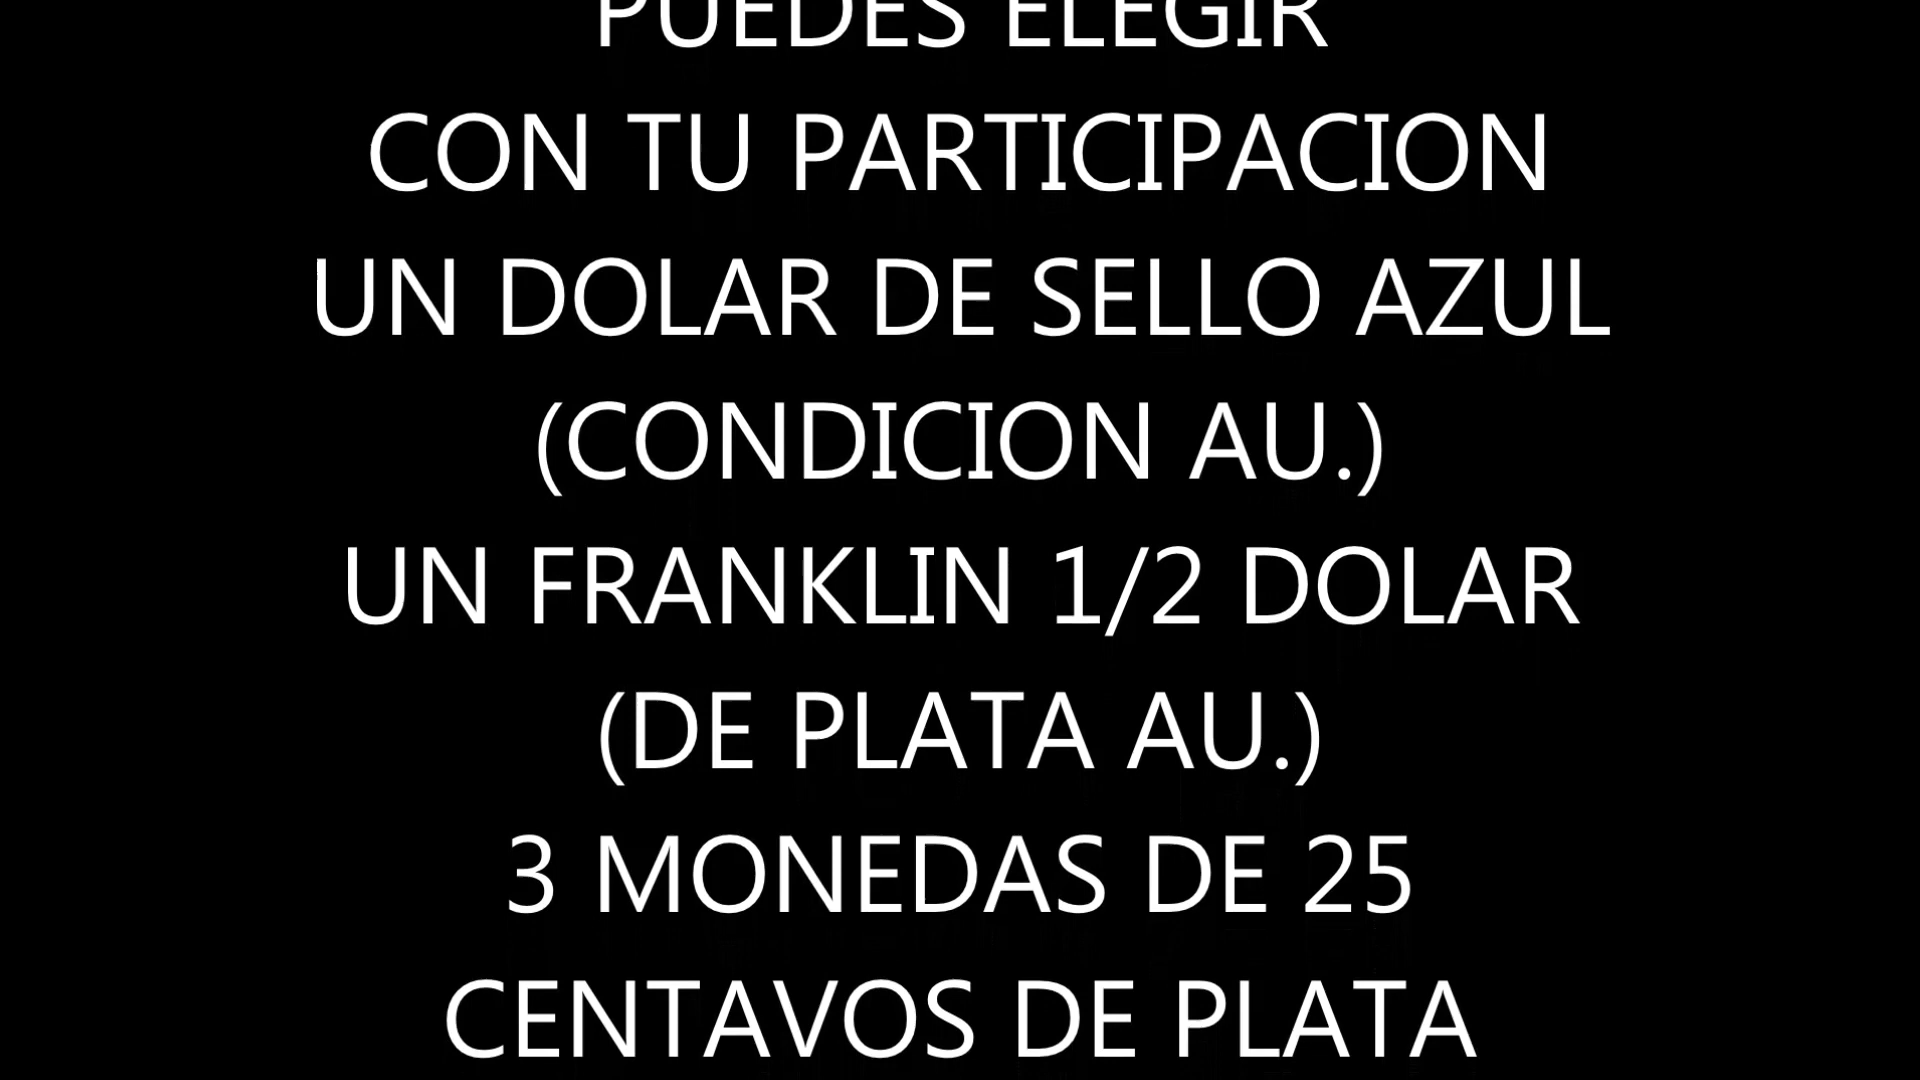 PUEDES ELEGIR
CON TU PARTICIPACION
UN DOLAR DE SELLO AZUL
(CONDICION AU.)
UN FRANKLIN 1/2 DOLAR
(DE PLATA AU.)
3 MONEDAS DE 25
CENTAVOS DE PLATA